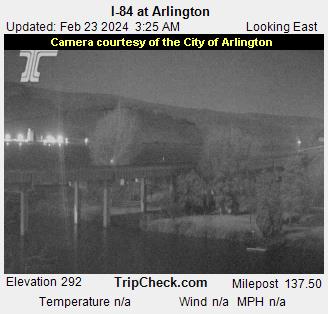 I-84 at Arlington
Updated: Feb 23 2024 3:25 AM Looking East
Camera courtesy of the City of Arlington
Elevation 292 TripCheck.com Milepost 137.50
Temperature n/a Wind n/a MPH n/a